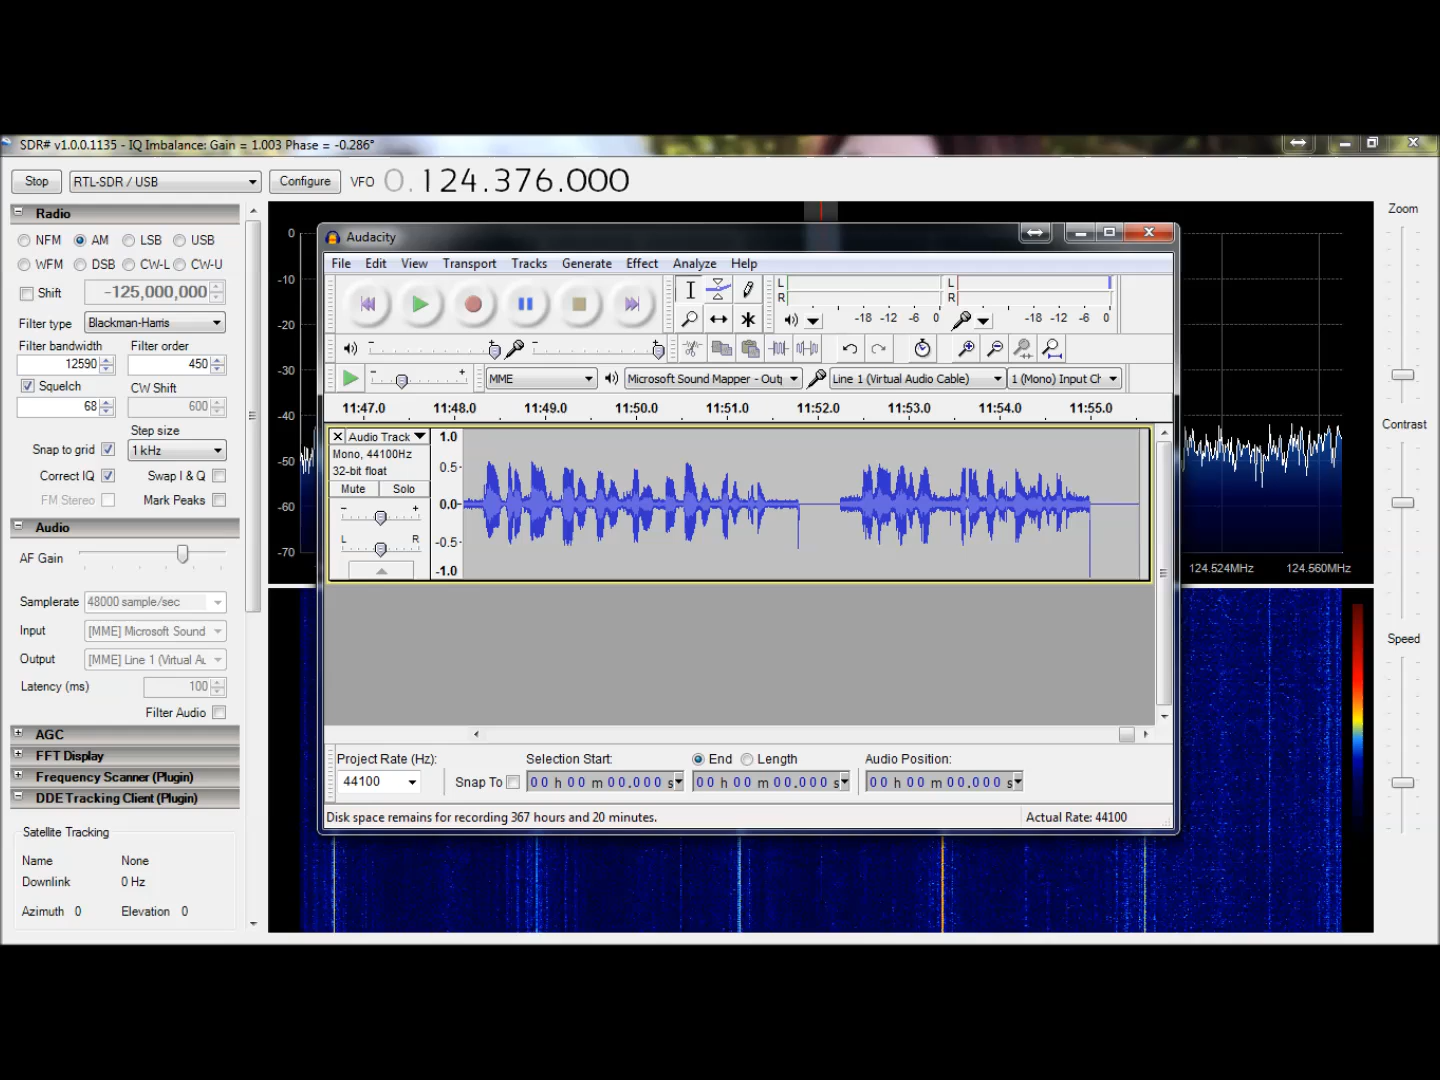 SDR# v1.0.0.1135 - IQ Imbalance: Gain = 1.003 Phase = -0.286°
Stop
RTL-SDR / USB
Configure
VFO
0.124.376.000
Radio
NFM AM LSB USB
WFM DSB CW-L CW-U
Shift -125,000,000
Filter type Blackman-Harris
Filter bandwidth Filter order
12590 450
Squelch CW Shift
68 600
Step size
Snap to grid 1 kHz
Correct IQ Swap I & Q
FM Stereo Mark Peaks
Audio
AF Gain
Samplerate 48000 sample/sec
Input [MME] Microsoft Sound
Output [MME] Line 1 (Virtual Au
Latency (ms) 100
Filter Audio
AGC
FFT Display
Frequency Scanner (Plugin)
DDE Tracking Client (Plugin)
Satellite Tracking
Name None
Downlink 0 Hz
Azimuth 0 Elevation 0
0
-10
-20
-30
-40
-50
-60
-70
Audacity
File Edit View Transport Tracks Generate Effect Analyze Help
L
R
-18 -12 -6 0
L
R
-18 -12 -6 0
MME
Microsoft Sound Mapper - Outp
Line 1 (Virtual Audio Cable)
1 (Mono) Input Ch
11:47.0 11:48.0 11:49.0 11:50.0 11:51.0 11:52.0 11:53.0 11:54.0 11:55.0
X Audio Track
Mono, 44100Hz
32-bit float
Mute Solo
- +
L R
1.0
0.5
0.0
-0.5
-1.0
Project Rate (Hz):
44100
Snap To
Selection Start:
00 h 00 m 00.000 s
End Length
00 h 00 m 00.000 s
Audio Position:
00 h 00 m 00.000 s
Disk space remains for recording 367 hours and 20 minutes.
Actual Rate: 44100
124.524MHz 124.560MHz
Zoom
Contrast
Speed